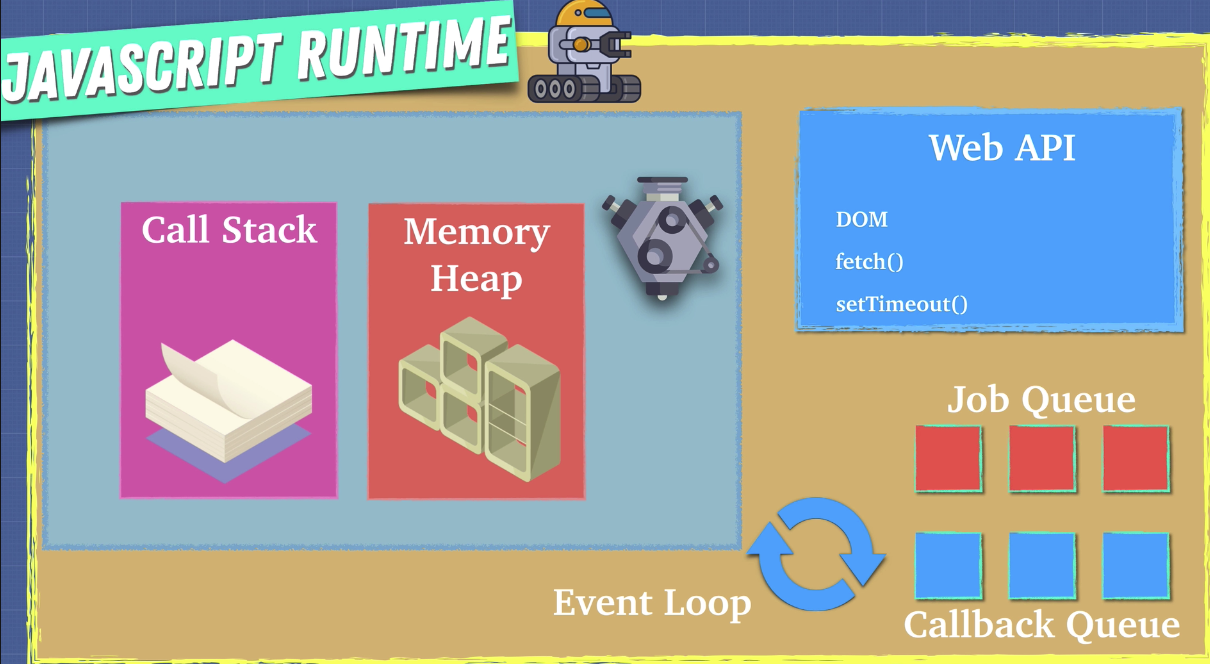 JAVASCRIPT RUNTIME
Call Stack
Memory
Heap
Web API
DOM
fetch()
setTimeout()
Job Queue
Event Loop
Callback Queue